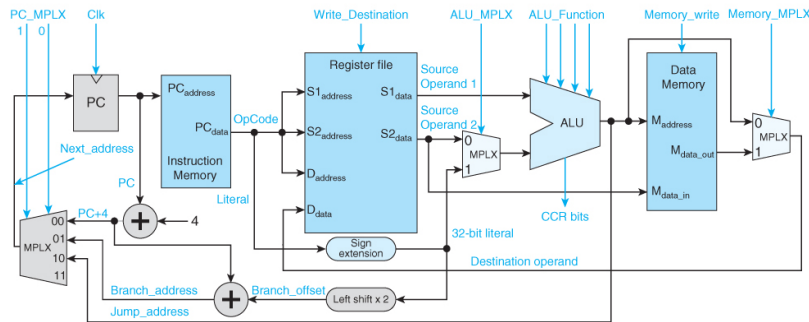 PC_MPLX
1 0
Clk
Write_Destination
ALU_MPLX
ALU_Function
Memory_write
Memory_MPLX
PC
PCaddress
PCdata
Instruction
Memory
OpCode
Register file
S1address
S1data
S2address
S2data
Daddress
Ddata
Source
Operand 1
Source
Operand 2
0
MPLX
1
ALU
Data
Memory
Maddress
Mdata_out
Mdata_in
0
MPLX
1
Next_address
PC
Literal
PC+4
+
4
CCR bits
32-bit literal
Sign
extension
Destination operand
MPLX
00
01
10
11
Branch_address
+
Branch_offset
Left shift x 2
Jump_address